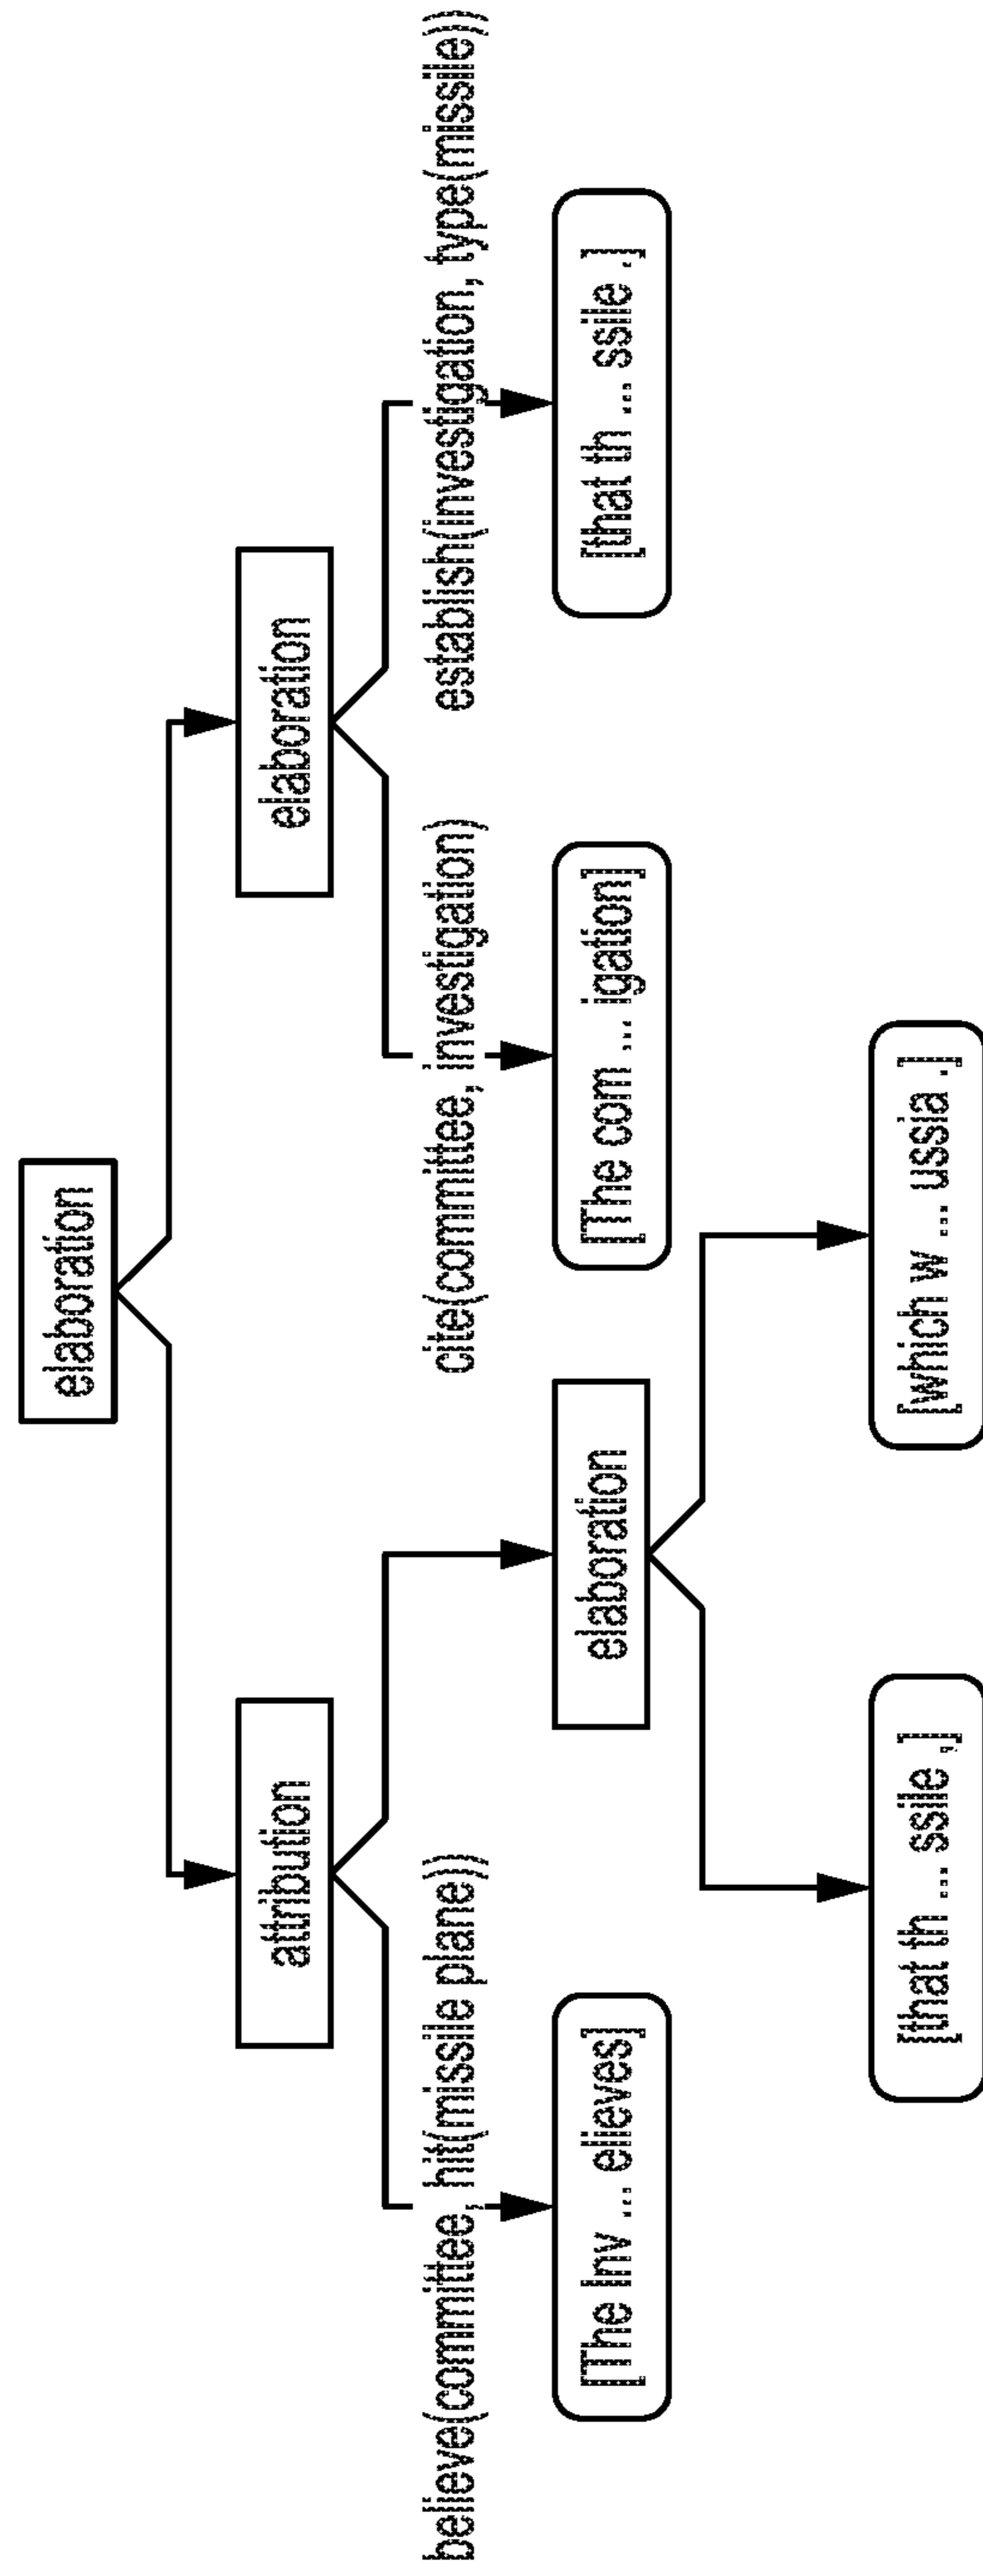 elaboration
attribution
elaboration
believe(committee, hit(missile plane))
cite(committee, investigation)
establish(investigation, type(missile))
[The Inv ... elieves]
elaboration
[The com ... igation]
[that th ... ssile .]
[that th ... ssile ,]
[which w ... ussia .]